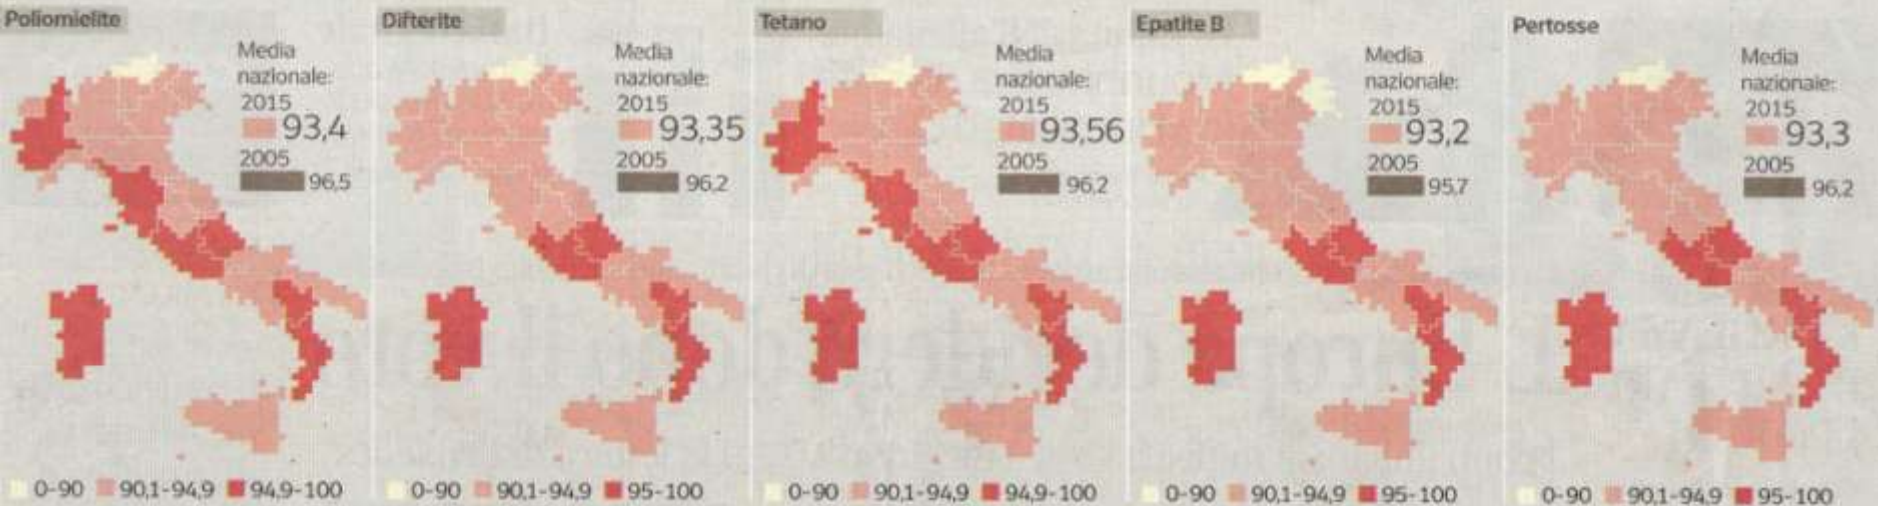 Poliomielite
Media
nazionale:
2015
93,4
2005
96,5
0-90 90,1-94,9 94,9-100
Difterite
Media
nazionale:
2015
93,35
2005
96,2
0-90 90,1-94,9 95-100
Tetano
Media
nazionale:
2015
93,56
2005
96,2
0-90 90,1-94,9 94,9-100
Epatite B
Media
nazionale:
2015
93,2
2005
95,7
0-90 90,1-94,9 95-100
Pertosse
Media
nazionale:
2015
93,3
2005
96,2
0-90 90,1-94,9 95-100